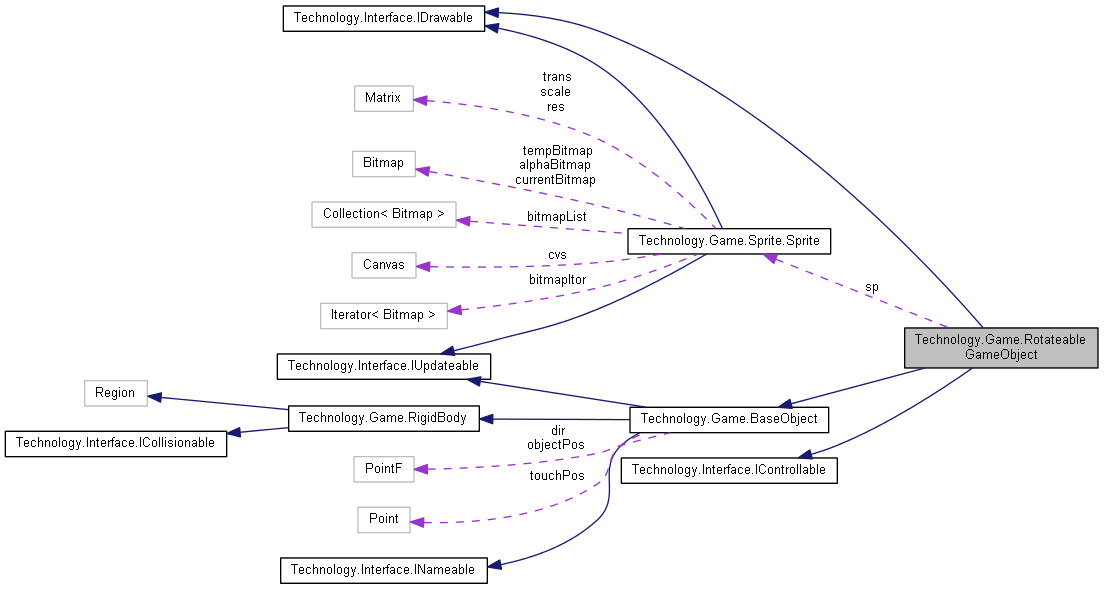 Technology.Interface.IDrawable
trans
scale
res
Matrix
tempBitmap
alphaBitmap
currentBitmap
Bitmap
Collection< Bitmap >
bitmapList
Technology.Game.Sprite.Sprite
cvs
Canvas
bitmapItor
sp
Iterator< Bitmap >
Technology.Game.Rotateable
GameObject
Technology.Interface.IUpdateable
Region
Technology.Game.RigidBody
Technology.Game.BaseObject
dir
objectPos
Technology.Interface.ICollisionable
PointF
Technology.Interface.IControllable
touchPos
Point
Technology.Interface.INameable